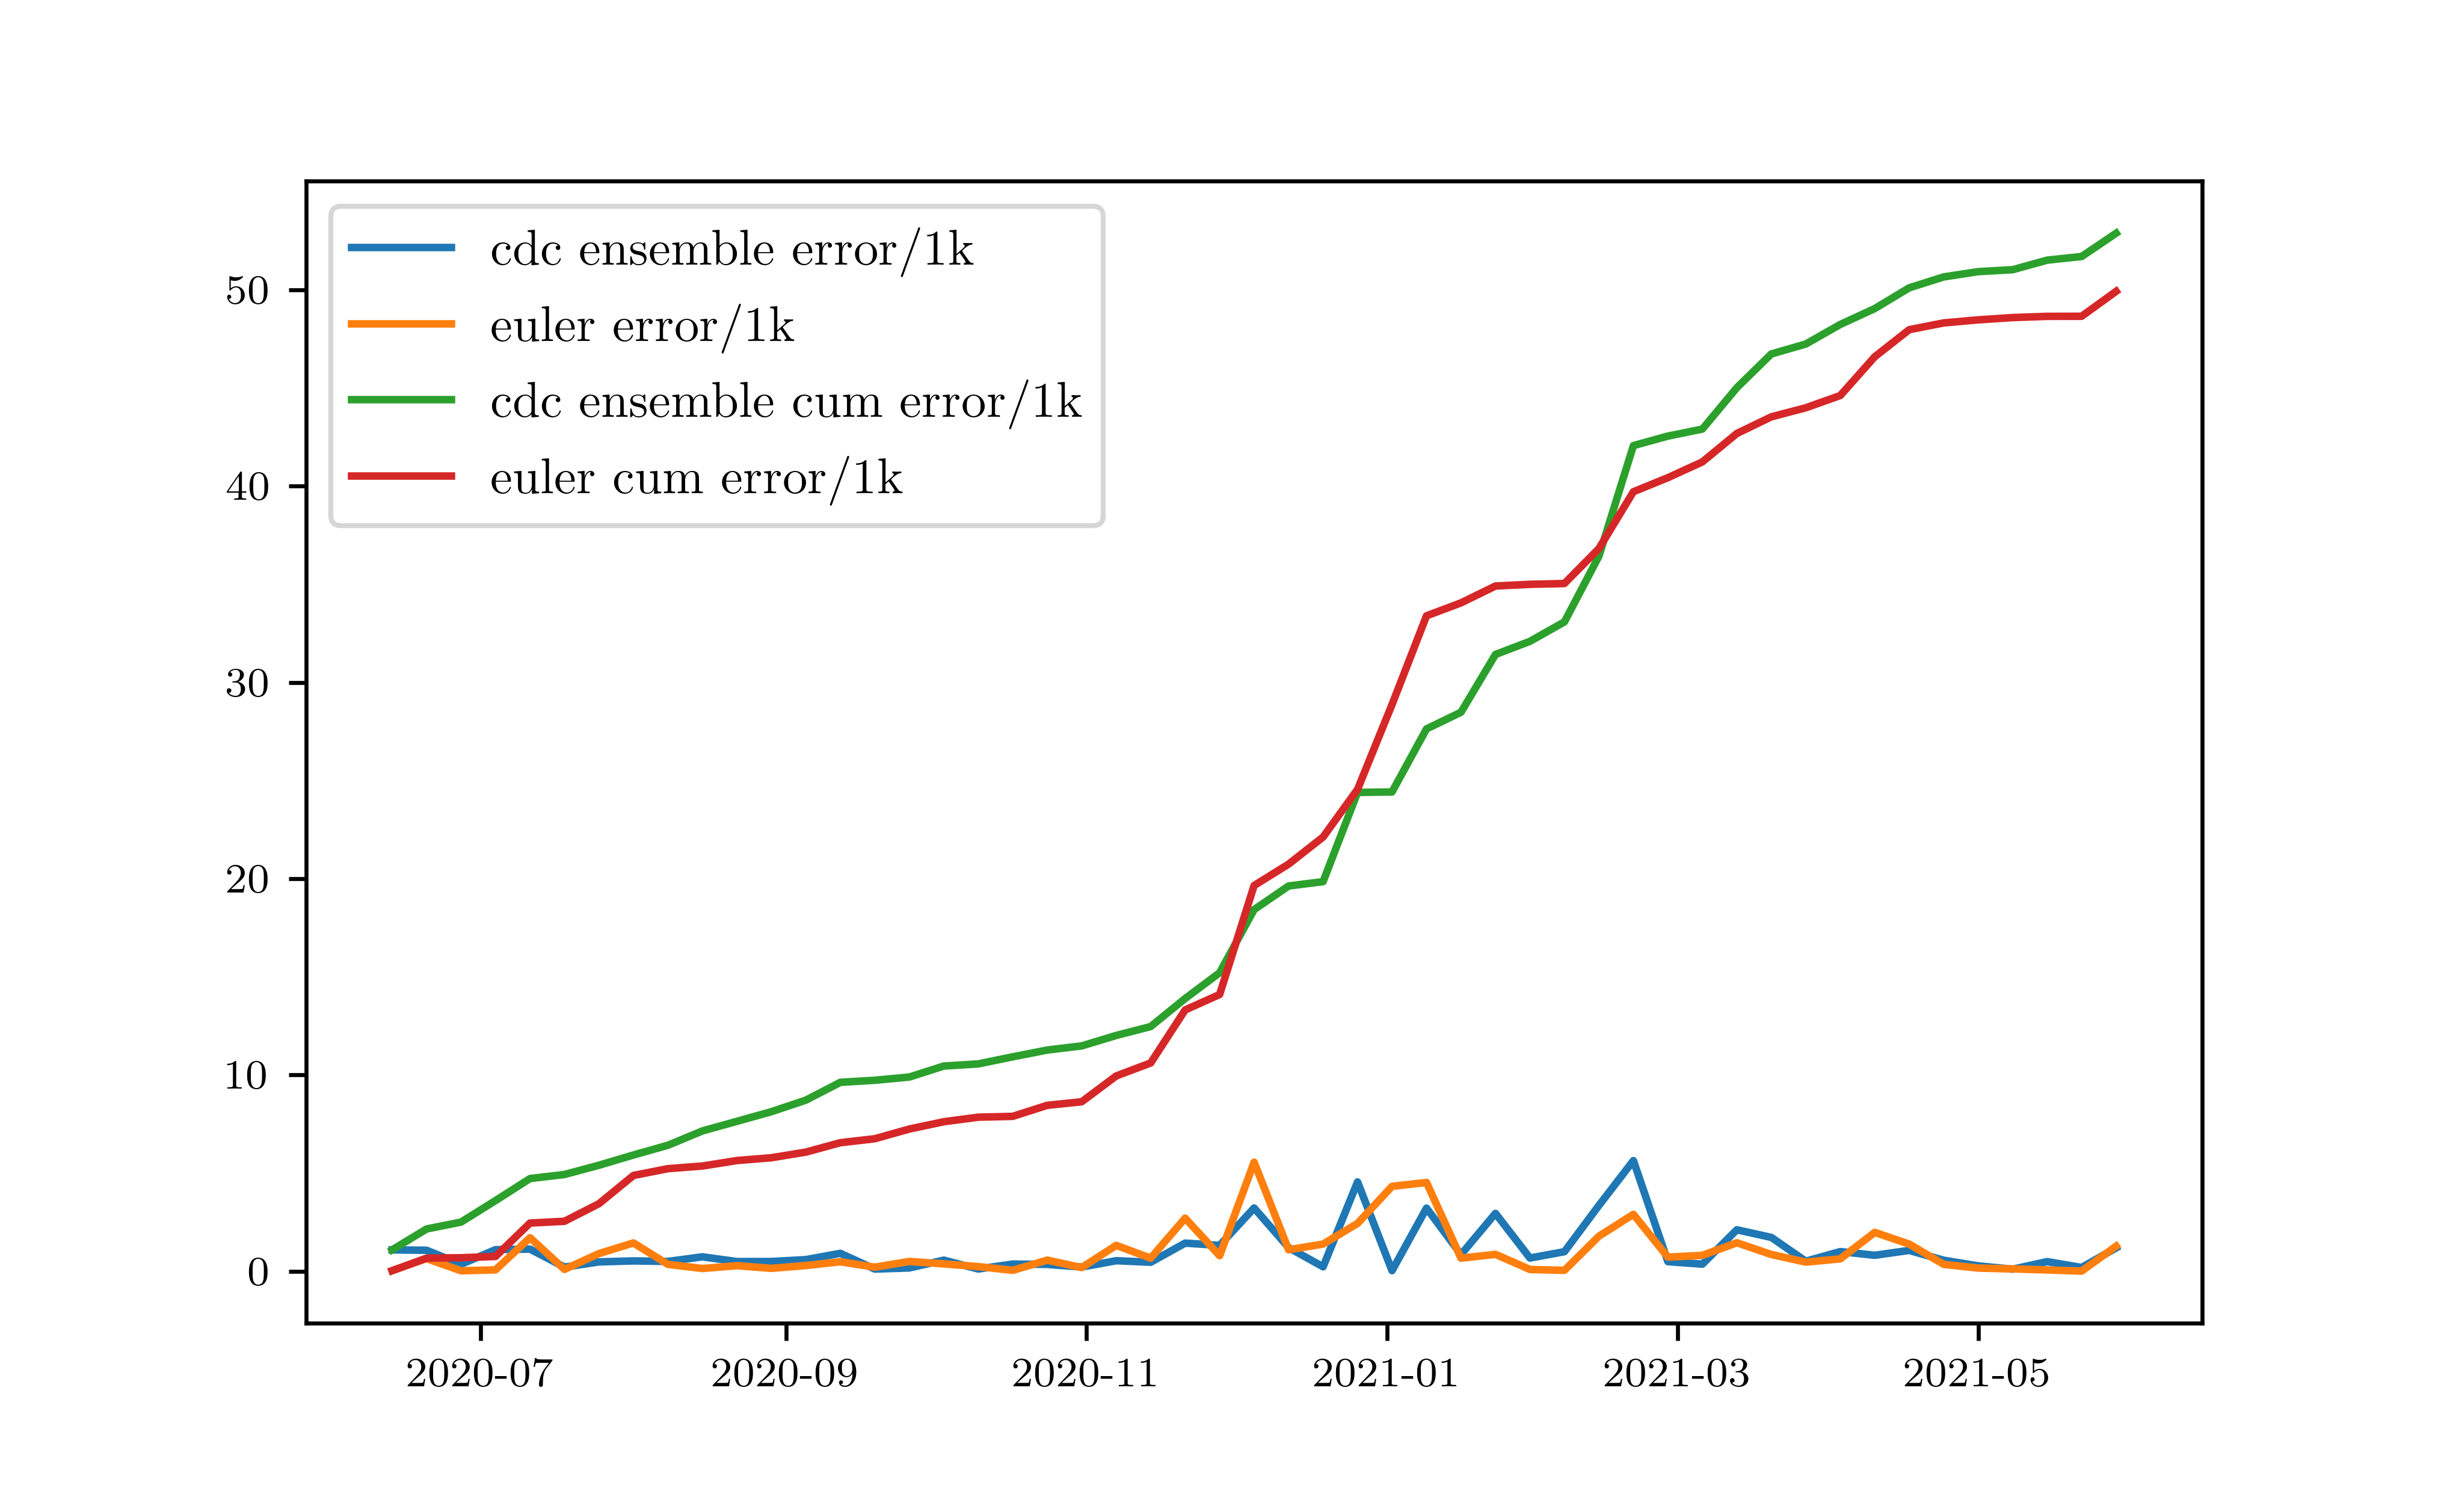 cdc ensemble error/1k
euler error/1k
cdc ensemble cum error/1k
euler cum error/1k
50
40
30
20
10
0
2020-07 2020-09 2020-11 2021-01 2021-03 2021-05